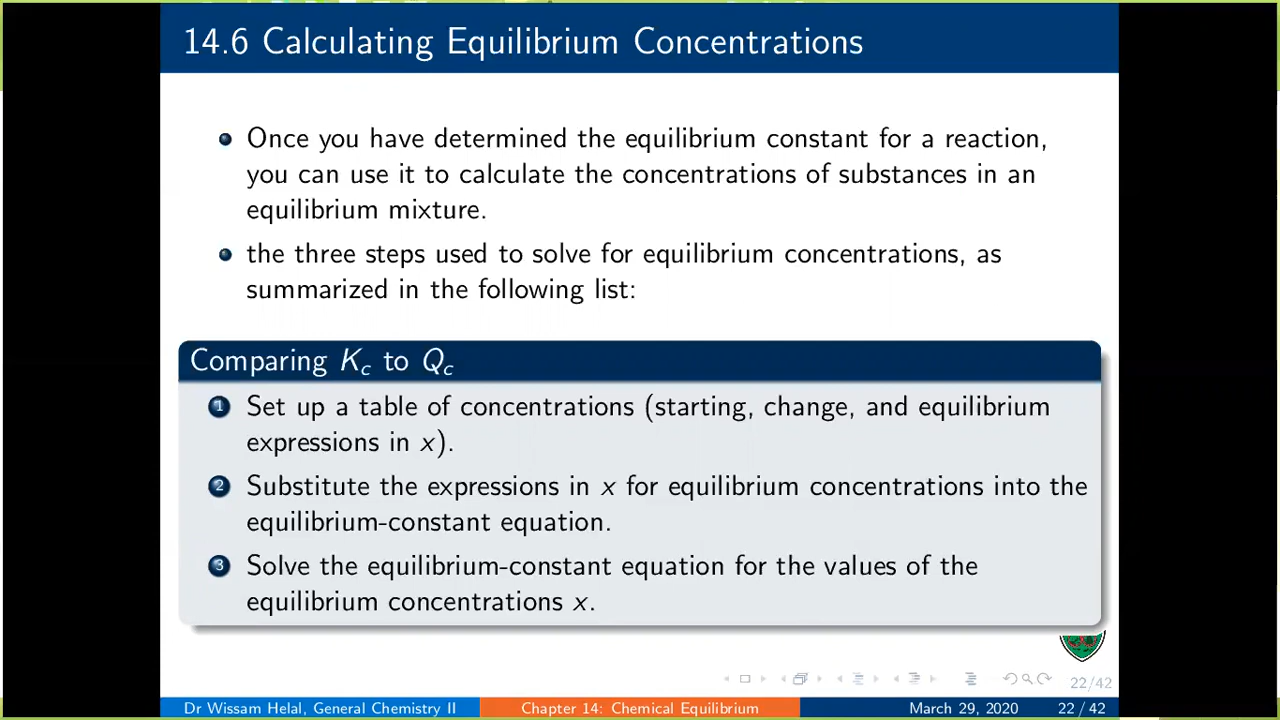 14.6 Calculating Equilibrium Concentrations
Once you have determined the equilibrium constant for a reaction,
you can use it to calculate the concentrations of substances in an
equilibrium mixture.
the three steps used to solve for equilibrium concentrations, as
summarized in the following list:
Comparing Kc to Qc
1 Set up a table of concentrations (starting, change, and equilibrium
expressions in x).
2 Substitute the expressions in x for equilibrium concentrations into the
equilibrium-constant equation.
3 Solve the equilibrium-constant equation for the values of the
equilibrium concentrations x.
22/42
Dr Wissam Helal, General Chemistry II Chapter 14: Chemical Equilibrium March 29, 2020 22 / 42